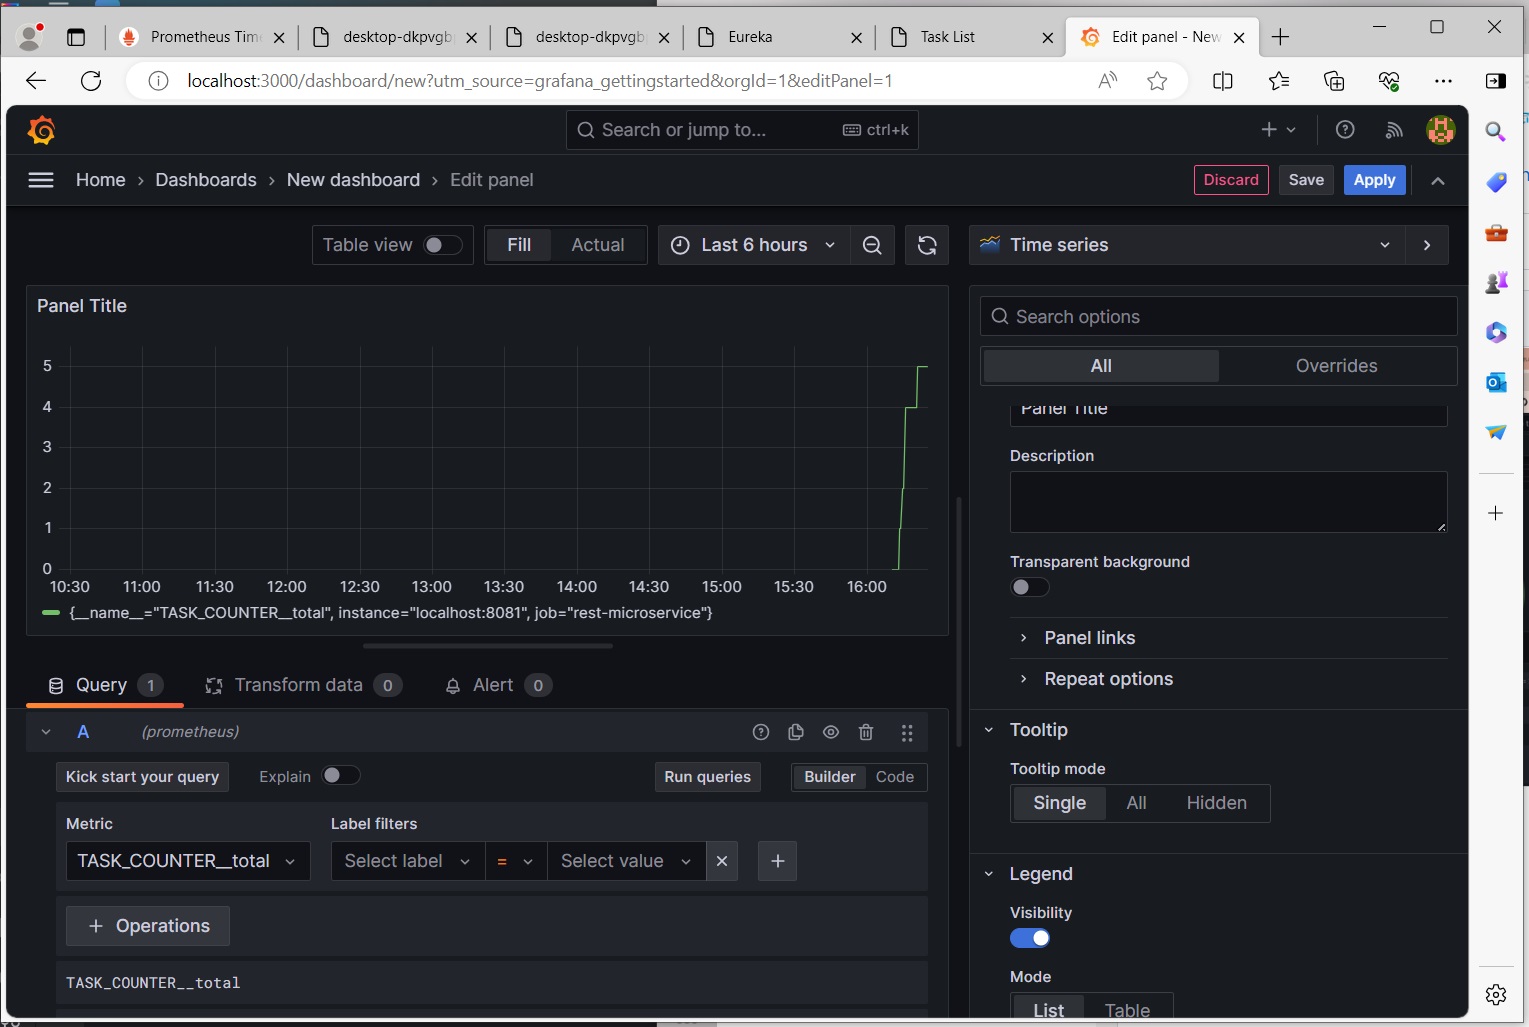 Prometheus Tim
desktop-dkpvgb
desktop-dkpvgb
Eureka
Task List
Edit panel - New
localhost:3000/dashboard/new?utm_source=grafana_gettingstarted&orgId=1&editPanel=1
Search or jump to...
ctrl+k
Home › Dashboards › New dashboard › Edit panel
Discard
Save
Apply
Table view
Fill
Actual
Last 6 hours
Time series
Panel Title
Search options
All
Overrides
Panel Title
5
4
3
2
1
0
10:30 11:00 11:30 12:00 12:30 13:00 13:30 14:00 14:30 15:00 15:30 16:00
{__name__="TASK_COUNTER__total", instance="localhost:8081", job="rest-microservice"}
Description
Transparent background
Panel links
Repeat options
Query 1
Transform data 0
Alert 0
A (prometheus)
Kick start your query
Explain
Run queries
Builder
Code
Metric
Label filters
TASK_COUNTER__total
Select label
=
Select value
+ Operations
TASK_COUNTER__total
Tooltip
Tooltip mode
Single
All
Hidden
Legend
Visibility
Mode
List
Table